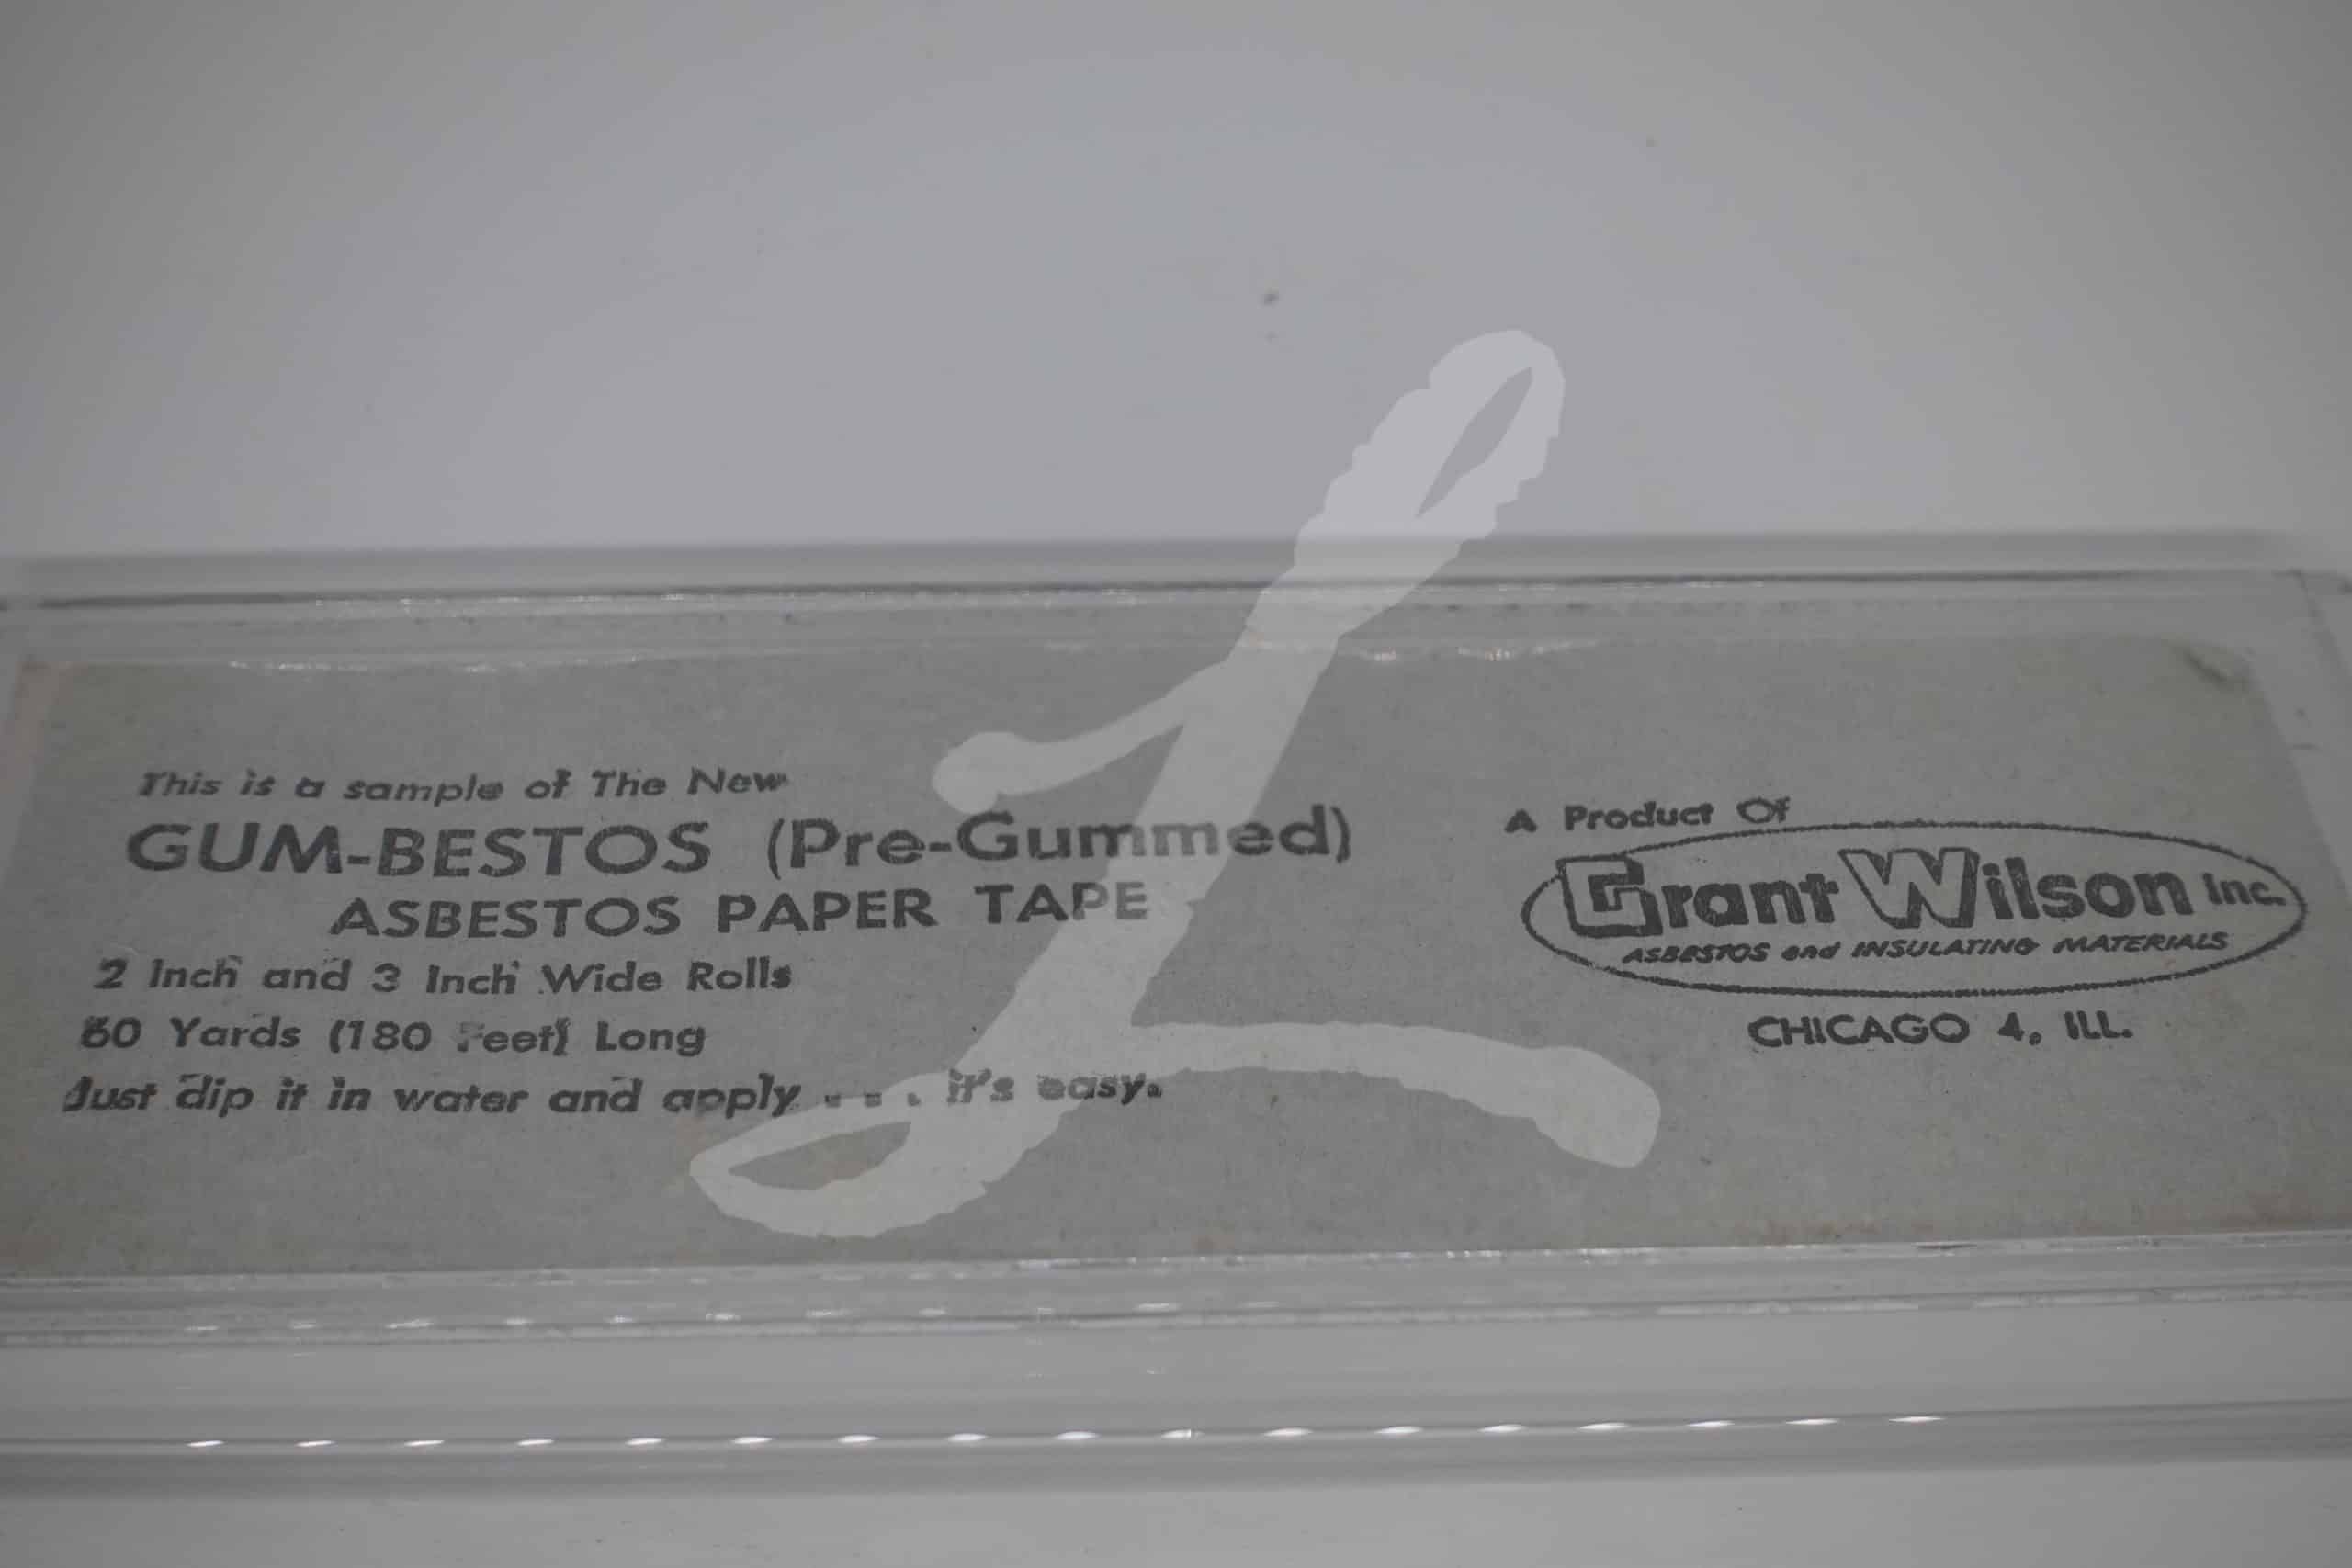 This is a sample of The New
GUM-BESTOS (Pre-Gummed)
ASBESTOS PAPER TAPE
2 Inch and 3 Inch Wide Rolls
60 Yards (180 Feet) Long
Just dip it in water and apply . . . . it's easy.
A Product Of
Grant Wilson Inc.
ASBESTOS and INSULATING MATERIALS
CHICAGO 4, ILL.
L